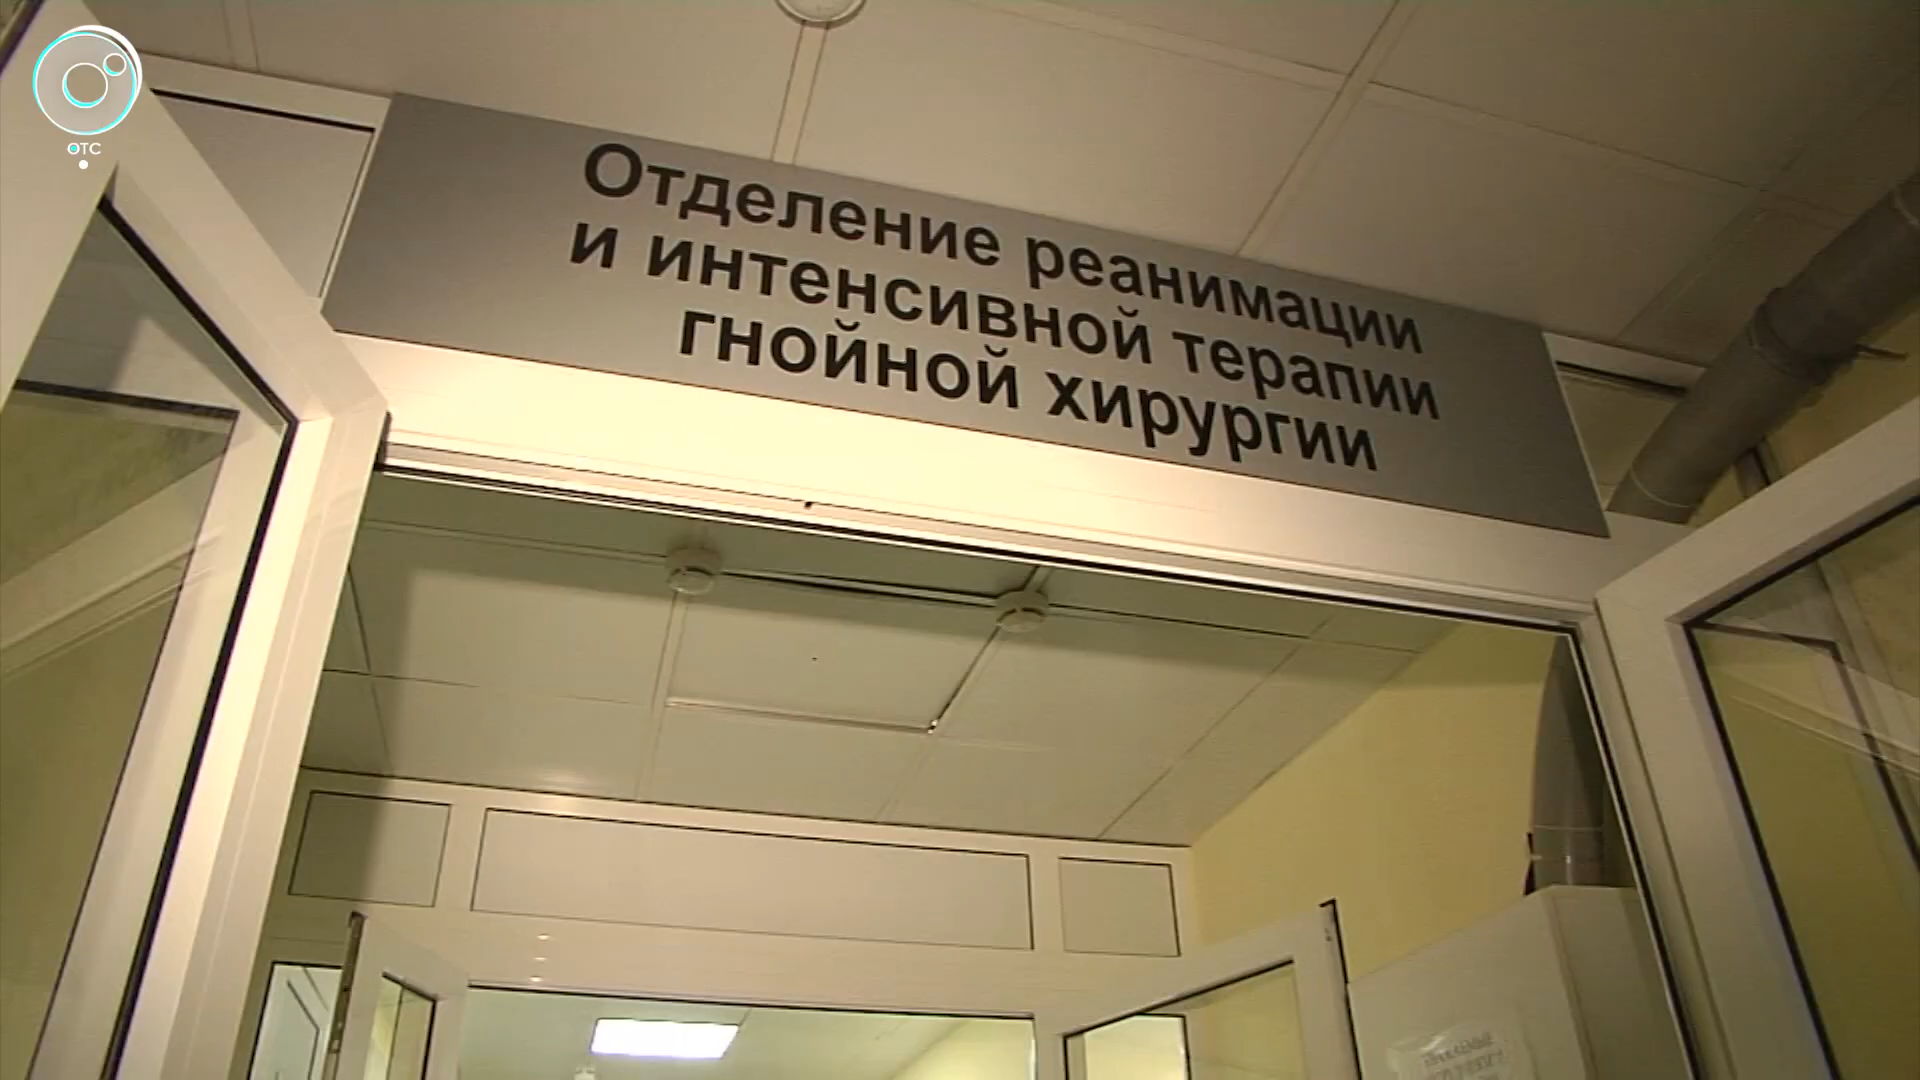 ОТС
Отделение реанимации
и интенсивной терапии
гнойной хирургии